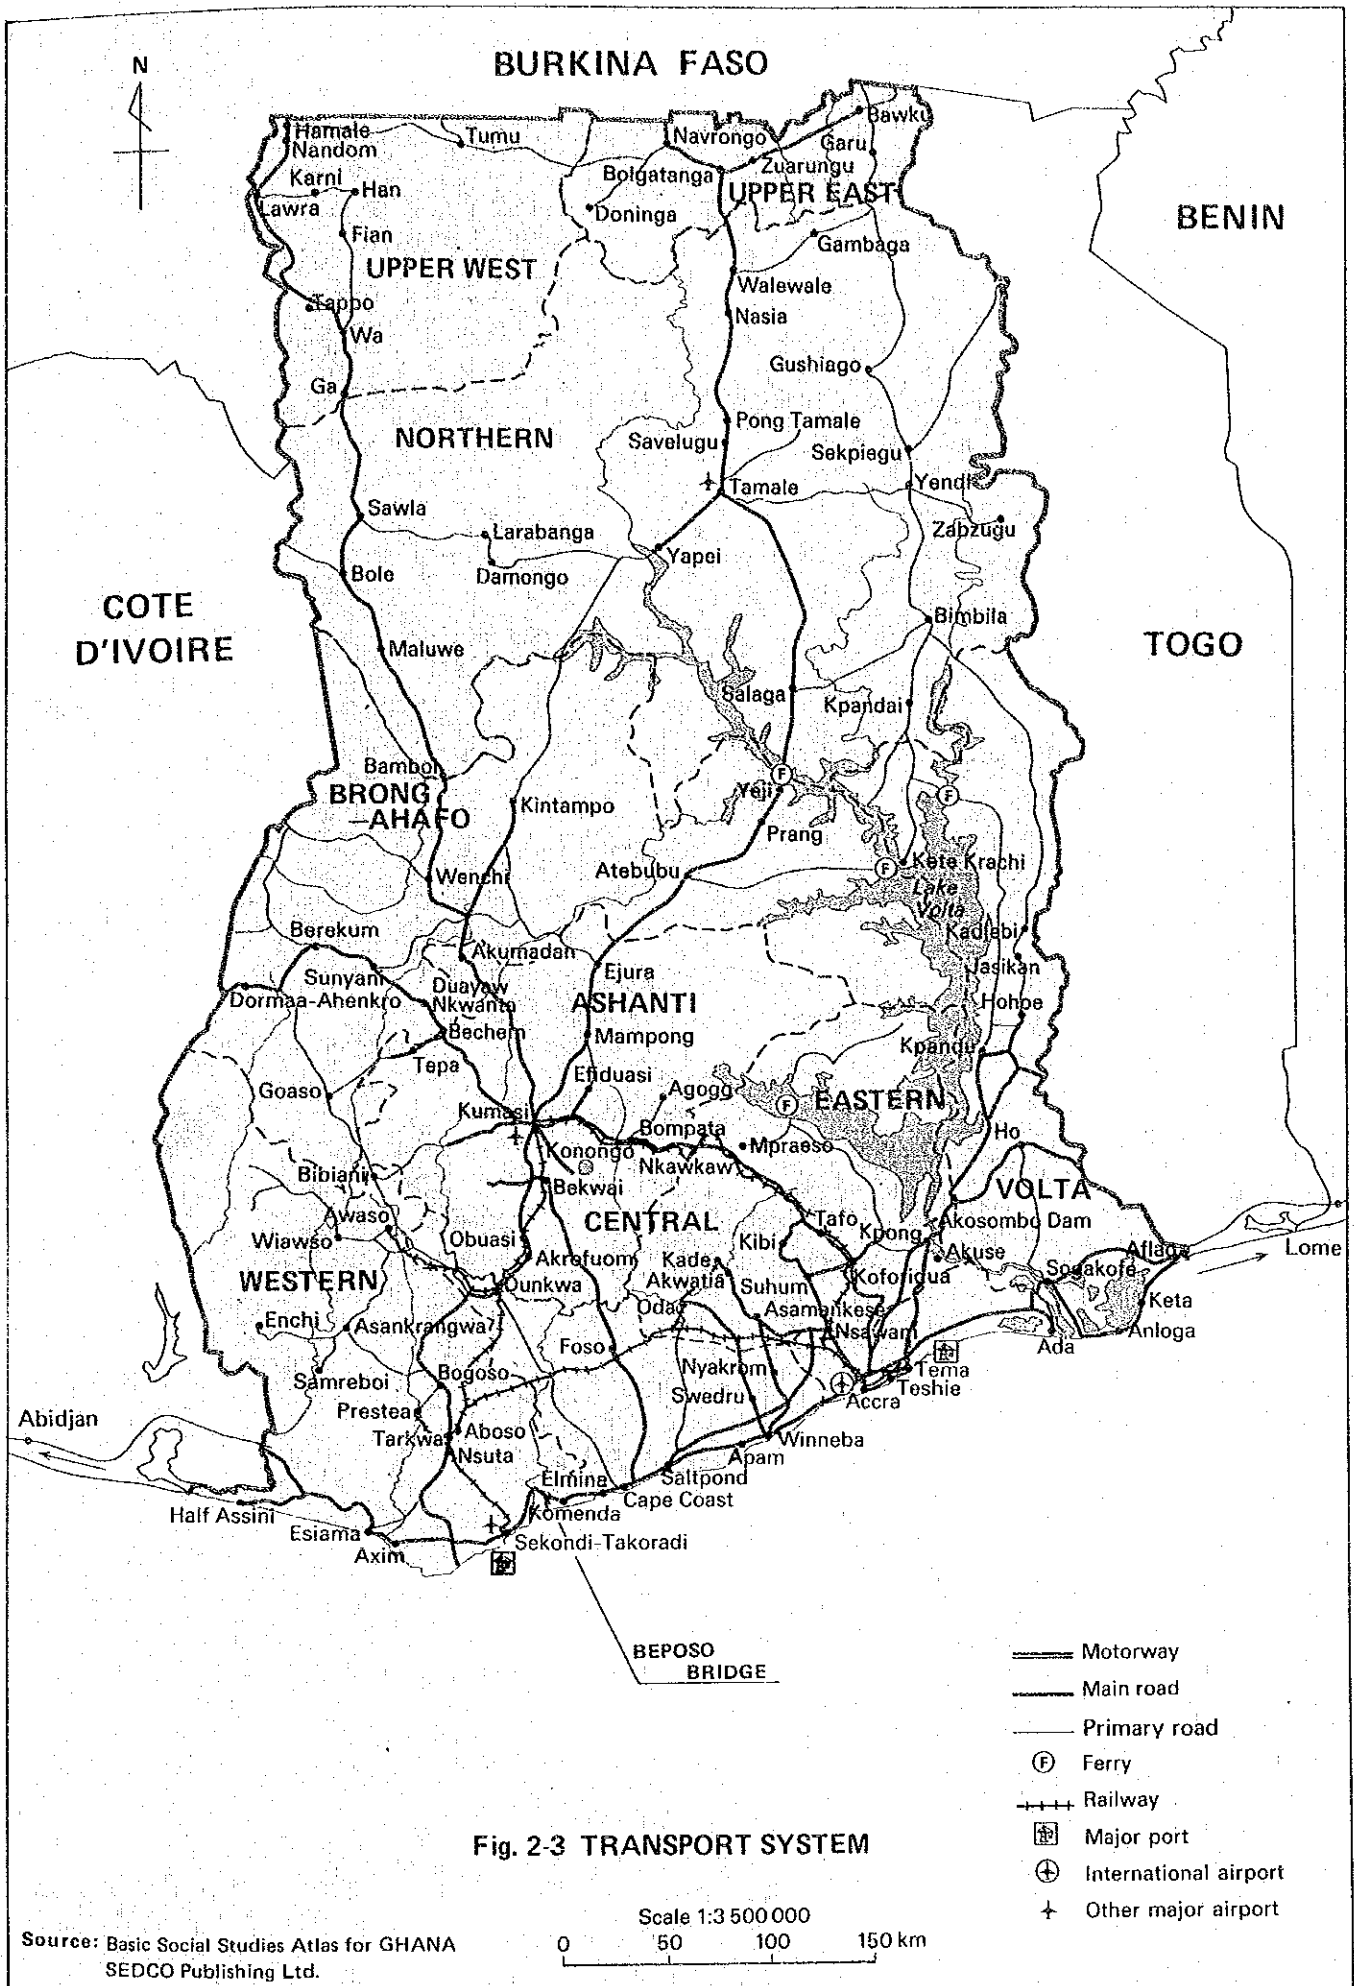 BURKINA FASO
N
Hamale
Nandom
Tumu
Navrongo
Bawku
Garu
Zuarungu
Bolgatanga
UPPER EAST
Karni
Han
Lawra
Doninga
BENIN
Fian
Gambaga
UPPER WEST
Walewale
Tappo
Nasia
Wa
Gushiago
Ga
Pong Tamale
NORTHERN
Savelugu
Sekpiegu
Tamale
Yendi
Sawla
Larabanga
Zabzugu
Yapei
Bole
Damongo
COTE
D'IVOIRE
Bimbila
Maluwe
TOGO
Salaga
Kpandai
Bamboi
F
BRONG
-AHAFO
Yeji
F
Kintampo
Prang
Atebubu
F
Kete Krachi
Wenchi
Lake
Volta
Berekum
Kadjebi
Akumadan
Ejura
Jasikan
Sunyani
Dormaa-Ahenkro
Duayaw
Nkwanta
ASHANTI
Hohoe
Bechem
Mampong
Kpandu
Tepa
Efiduasi
Goaso
Agogo
F
EASTERN
Kumasi
Bompata
Ho
Konongo
Mpraeso
Nkawkaw
Bibiani
Bekwai
VOLTA
Awaso
CENTRAL
Tafo
Kpong
Akosombo Dam
Wiawso
Obuasi
Akrofuom
Kade
Kibi
Akuse
Aflao
Lome
WESTERN
Dunkwa
Akwatia
Suhum
Koforidua
Sogakofe
Oda
Asamankese
Keta
Enchi
Asankrangwa
Nsawam
Anloga
Foso
Ada
Samreboi
Bogoso
Nyakrom
Tema
Swedru
Teshie
Accra
Prestea
Abidjan
Aboso
Tarkwa
Winneba
Nsuta
Apam
Elmina
Saltpond
Cape Coast
Half Assini
Komenda
Esiama
Sekondi-Takoradi
Axim
BEPOSO
BRIDGE
Motorway
Main road
Primary road
F Ferry
Railway
Major port
International airport
Other major airport
Fig. 2-3 TRANSPORT SYSTEM
Scale 1:3 500 000
0 50 100 150 km
Source: Basic Social Studies Atlas for GHANA
SEDCO Publishing Ltd.